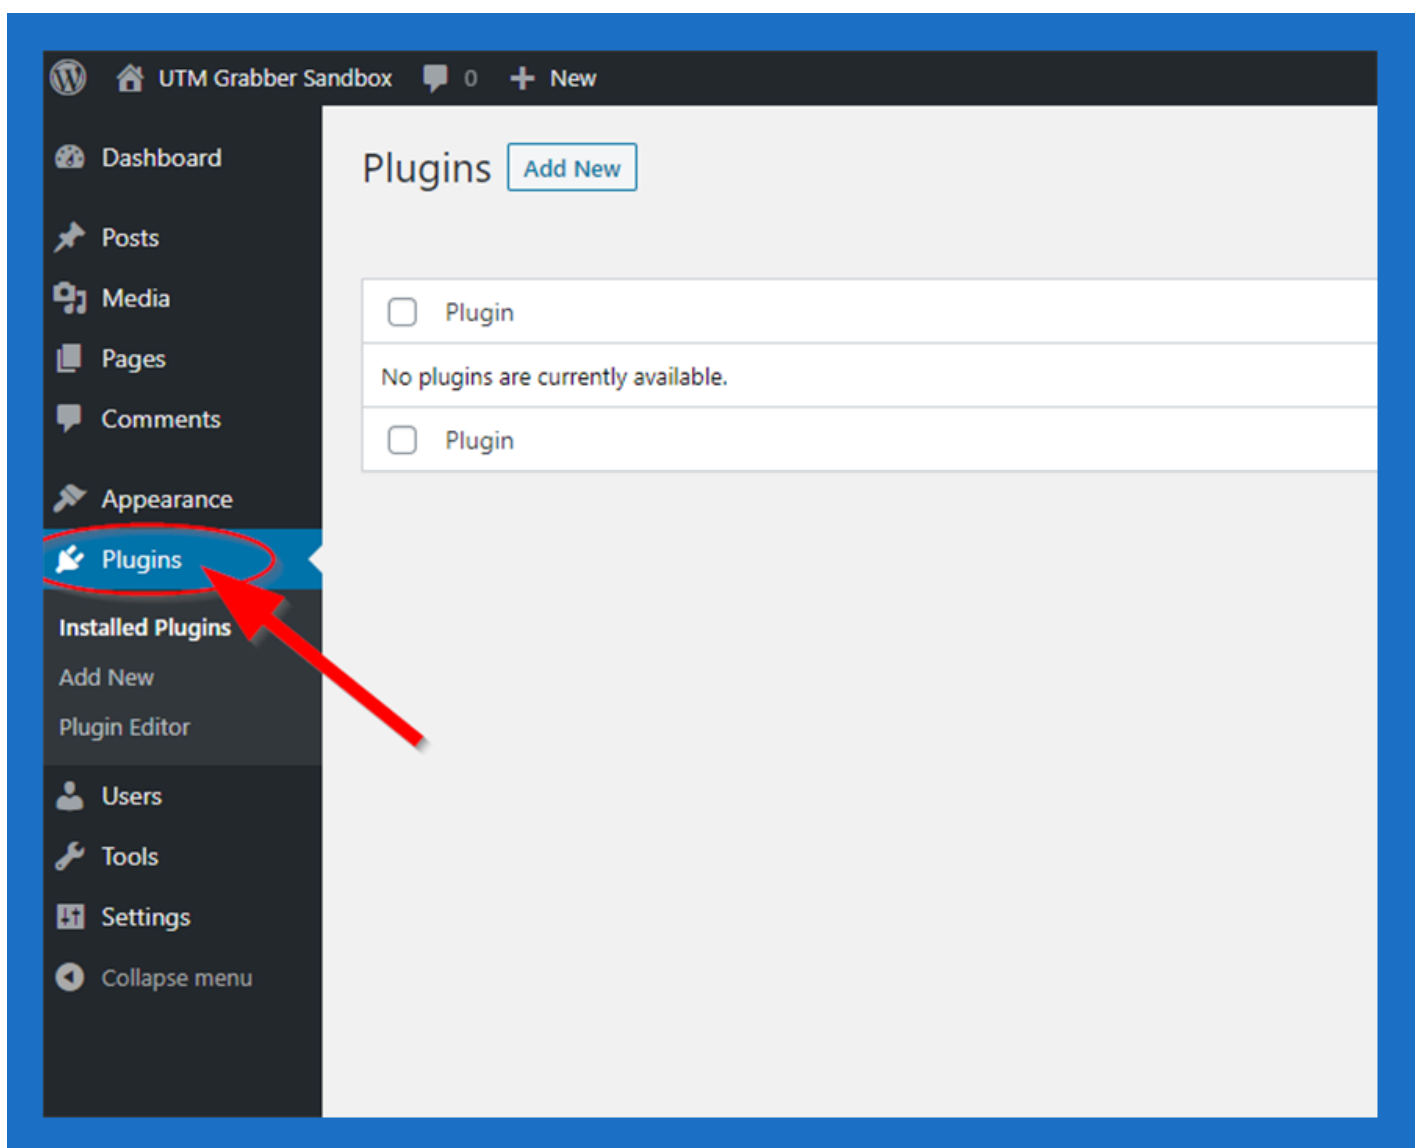 UTM Grabber Sandbox 0 New
Dashboard
Posts
Media
Pages
Comments
Appearance
Plugins
Installed Plugins
Add New
Plugin Editor
Users
Tools
Settings
Collapse menu
Plugins Add New
Plugin
No plugins are currently available.
Plugin